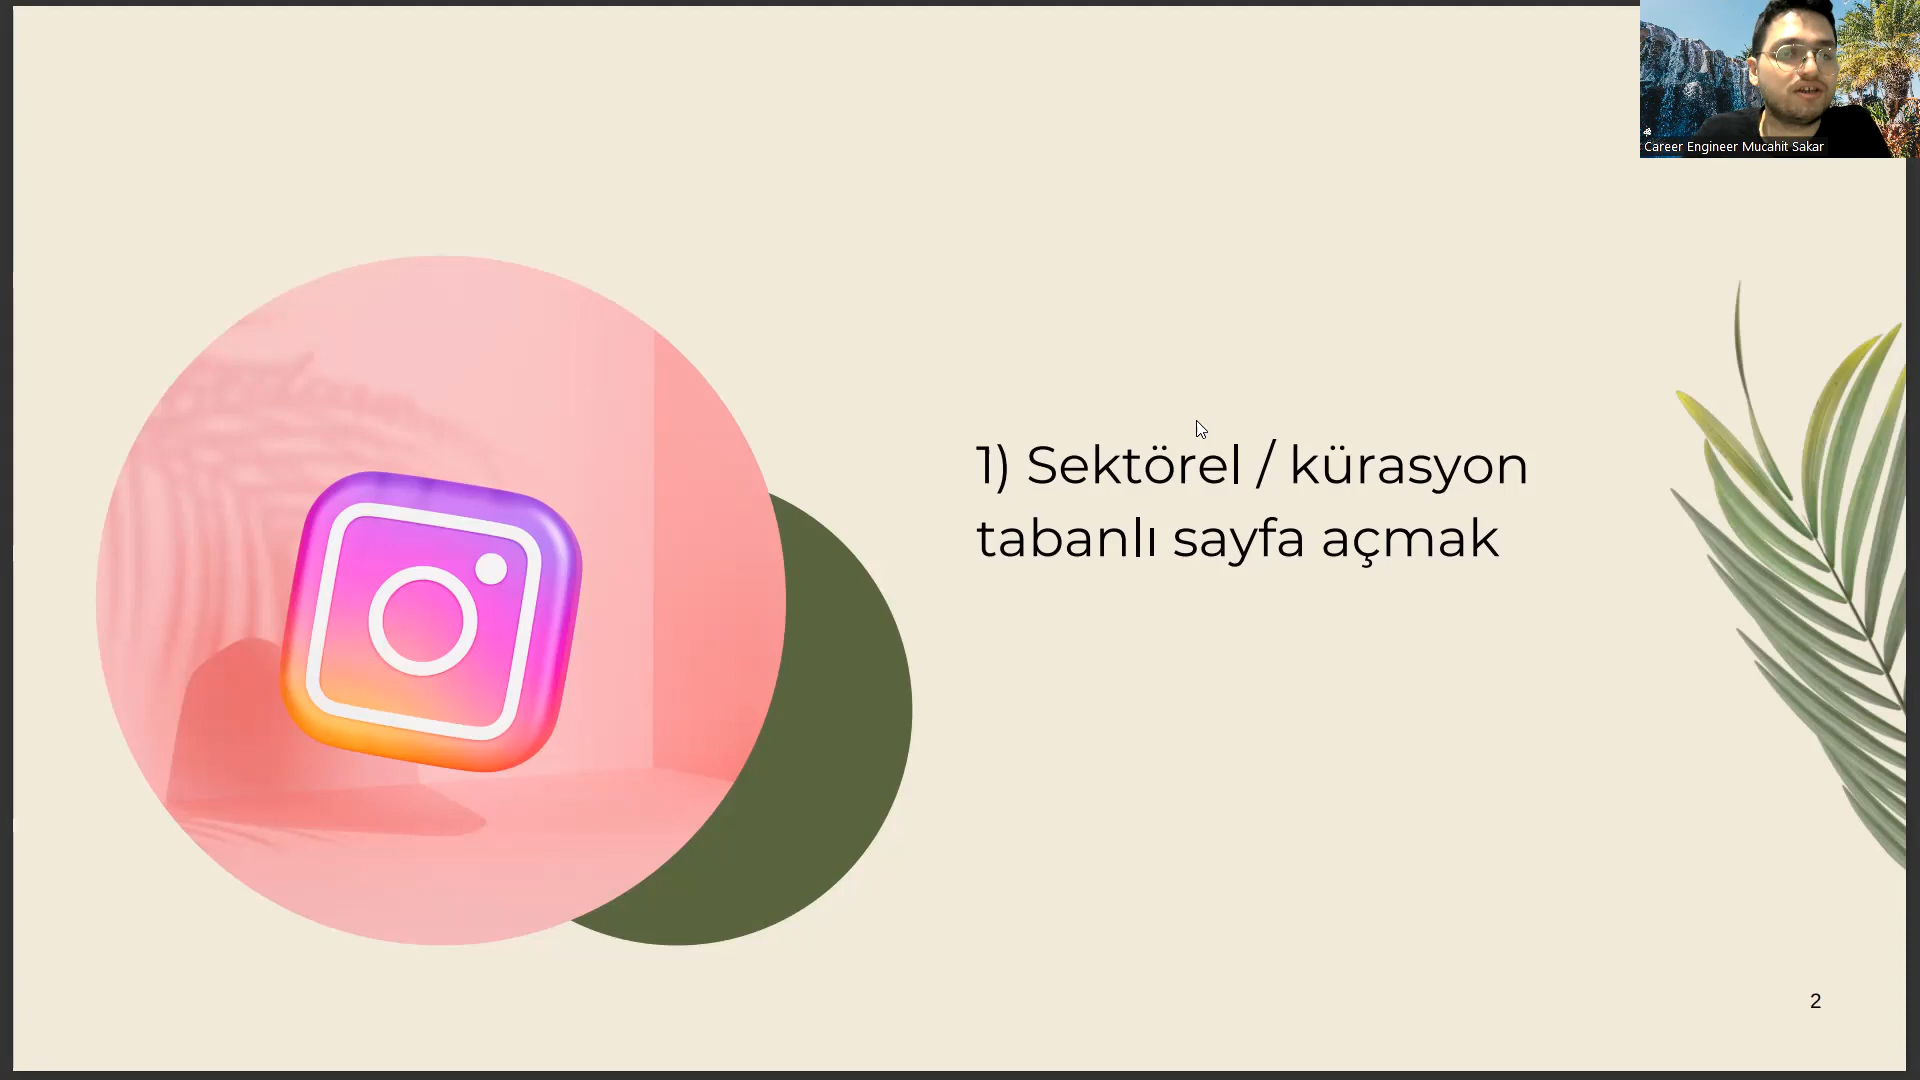 Career Engineer Mucahit Sakar
1) Sektörel / kürasyon
tabanlı sayfa açmak
2